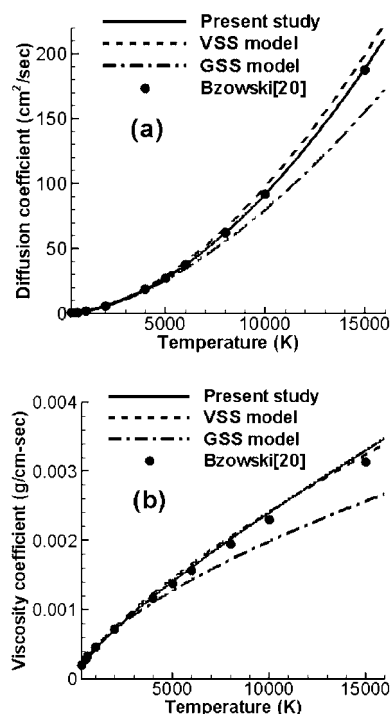 Present study
VSS model
GSS model
Bzowski[20]
(a)
Diffusion coefficient (cm²/sec)
200
150
100
50
0
5000 10000 15000
Temperature (K)
Present study
VSS model
GSS model
Bzowski[20]
(b)
Viscosity coefficient (g/cm-sec)
0.004
0.003
0.002
0.001
0
5000 10000 15000
Temperature (K)